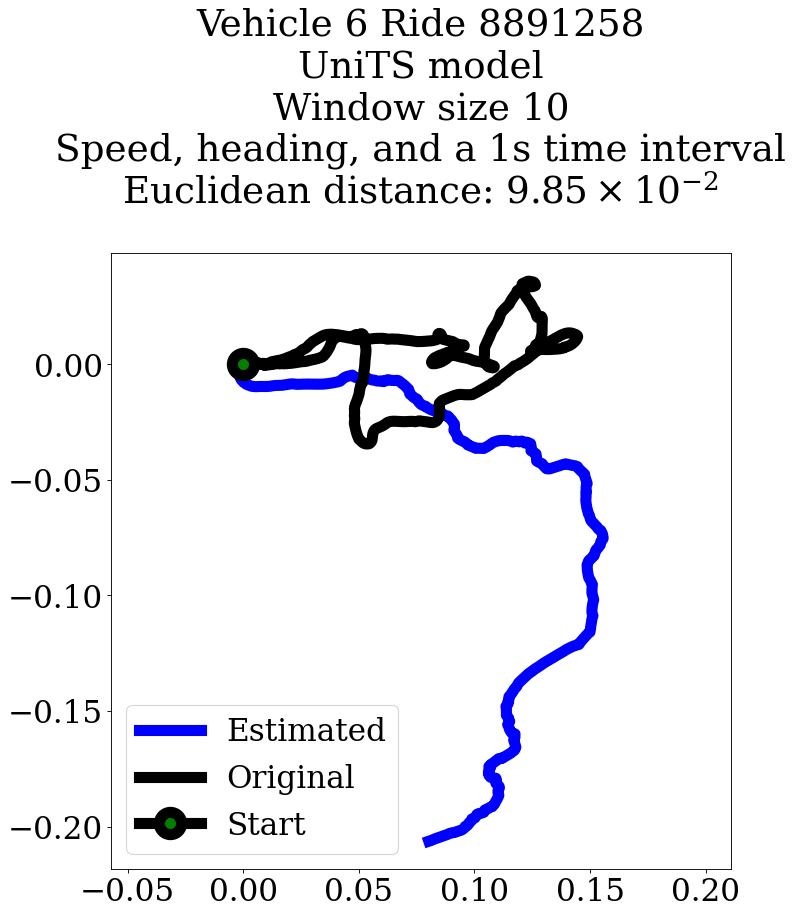 Vehicle 6 Ride 8891258
UniTS model
Window size 10
Speed, heading, and a 1s time interval
Euclidean distance: 9.85 × 10⁻²
0.00
−0.05
−0.10
−0.15
−0.20
Estimated
Original
Start
−0.05 0.00 0.05 0.10 0.15 0.20